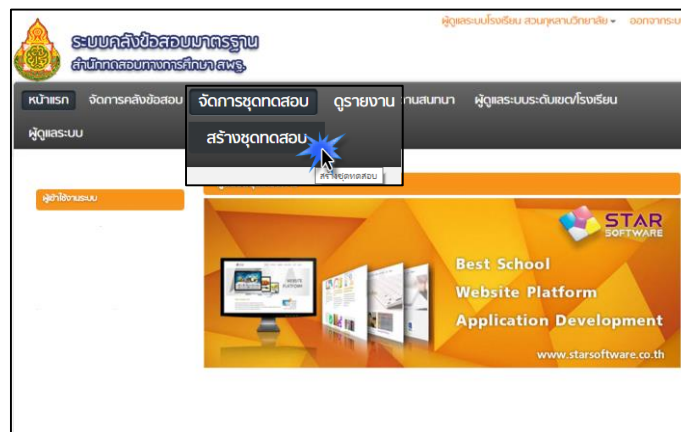 ผู้ดูแลระบบโรงเรียน สวนกุหลาบวิทยาลัย ออกจากระบบ
ระบบคลังข้อสอบมาตรฐาน
สำนักทดสอบทางการศึกษา สพฐ.
หน้าแรก จัดการคลังข้อสอบ จัดการชุดทดสอบ ดูรายงาน านสนทนา ผู้ดูแลระบบระดับเขต/โรงเรียน
ผู้ดูแลระบบ
สร้างชุดทดสอบ
สร้างชุดทดสอบ
ผู้เข้าใช้งานระบบ
STAR
SOFTWARE
WEBSITE
PLATFORM
Best School
Website Platform
Application Development
www.starsoftware.co.th